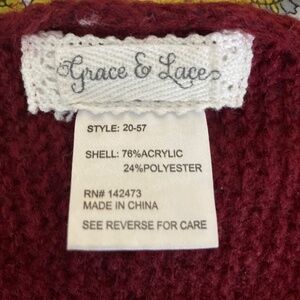 Grace & Lace
STYLE: 20-57
SHELL: 76%ACRYLIC
24%POLYESTER
RN# 142473
MADE IN CHINA
SEE REVERSE FOR CARE